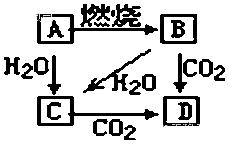 A 燃烧 B
H₂O H₂O CO₂
C CO₂ D